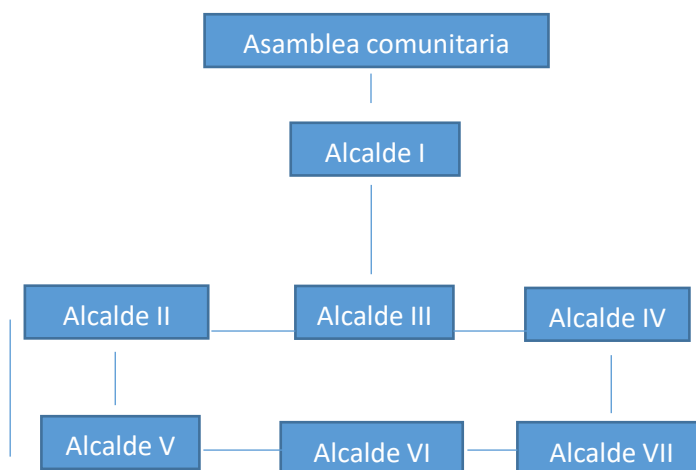 Asamblea comunitaria
Alcalde I
Alcalde II
Alcalde III
Alcalde IV
Alcalde V
Alcalde VI
Alcalde VII